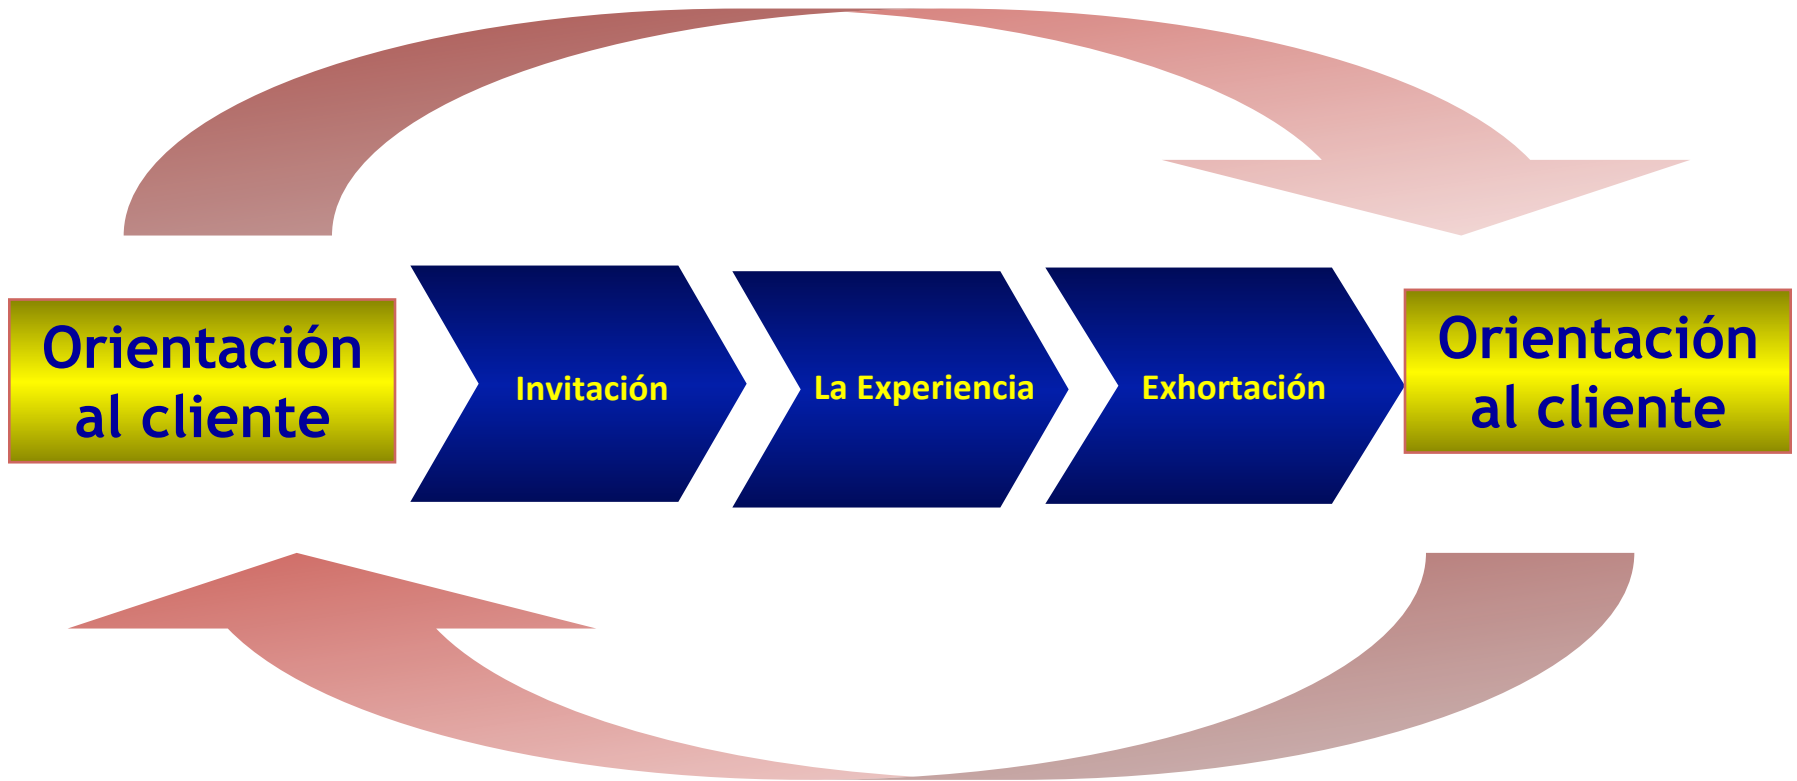 Orientación
al cliente
Invitación
La Experiencia
Exhortación
Orientación
al cliente